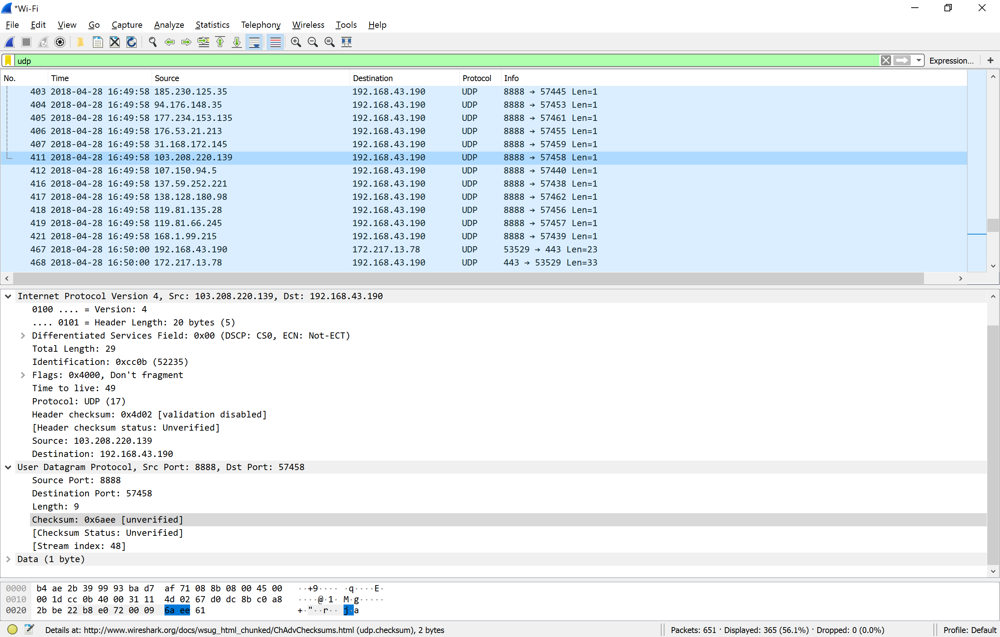 *Wi-Fi
File Edit View Go Capture Analyze Statistics Telephony Wireless Tools Help
udp Expression... +
No. Time Source Destination Protocol Info
403 2018-04-28 16:49:58 185.230.125.35 192.168.43.190 UDP 8888 → 57445 Len=1
404 2018-04-28 16:49:58 94.176.148.35 192.168.43.190 UDP 8888 → 57453 Len=1
405 2018-04-28 16:49:58 177.234.153.135 192.168.43.190 UDP 8888 → 57461 Len=1
406 2018-04-28 16:49:58 176.53.21.213 192.168.43.190 UDP 8888 → 57455 Len=1
407 2018-04-28 16:49:58 31.168.172.145 192.168.43.190 UDP 8888 → 57459 Len=1
411 2018-04-28 16:49:58 103.208.220.139 192.168.43.190 UDP 8888 → 57458 Len=1
412 2018-04-28 16:49:58 107.150.94.5 192.168.43.190 UDP 8888 → 57440 Len=1
416 2018-04-28 16:49:58 137.59.252.221 192.168.43.190 UDP 8888 → 57438 Len=1
417 2018-04-28 16:49:58 138.128.180.98 192.168.43.190 UDP 8888 → 57462 Len=1
418 2018-04-28 16:49:58 119.81.135.28 192.168.43.190 UDP 8888 → 57456 Len=1
419 2018-04-28 16:49:58 119.81.66.245 192.168.43.190 UDP 8888 → 57457 Len=1
421 2018-04-28 16:49:58 168.1.99.215 192.168.43.190 UDP 8888 → 57439 Len=1
467 2018-04-28 16:50:00 192.168.43.190 172.217.13.78 UDP 53529 → 443 Len=23
468 2018-04-28 16:50:00 172.217.13.78 192.168.43.190 UDP 443 → 53529 Len=33
Internet Protocol Version 4, Src: 103.208.220.139, Dst: 192.168.43.190
0100 .... = Version: 4
.... 0101 = Header Length: 20 bytes (5)
Differentiated Services Field: 0x00 (DSCP: CS0, ECN: Not-ECT)
Total Length: 29
Identification: 0xcc0b (52235)
Flags: 0x4000, Don't fragment
Time to live: 49
Protocol: UDP (17)
Header checksum: 0x4d02 [validation disabled]
[Header checksum status: Unverified]
Source: 103.208.220.139
Destination: 192.168.43.190
User Datagram Protocol, Src Port: 8888, Dst Port: 57458
Source Port: 8888
Destination Port: 57458
Length: 9
Checksum: 0x6aee [unverified]
[Checksum Status: Unverified]
[Stream index: 48]
Data (1 byte)
0000 b4 ae 2b 39 99 93 ba d7 af 71 08 8b 08 00 45 00 ··+9···· ·q····E·
0010 00 1d cc 0b 40 00 31 11 4d 02 67 d0 dc 8b c0 a8 ····@·1· M·g·····
0020 2b be 22 b8 e0 72 00 09 6a ee 61 +·"··r·· j·a
Details at: http://www.wireshark.org/docs/wsug_html_chunked/ChAdvChecksums.html (udp.checksum), 2 bytes Packets: 651 · Displayed: 365 (56.1%) · Dropped: 0 (0.0%) Profile: Default